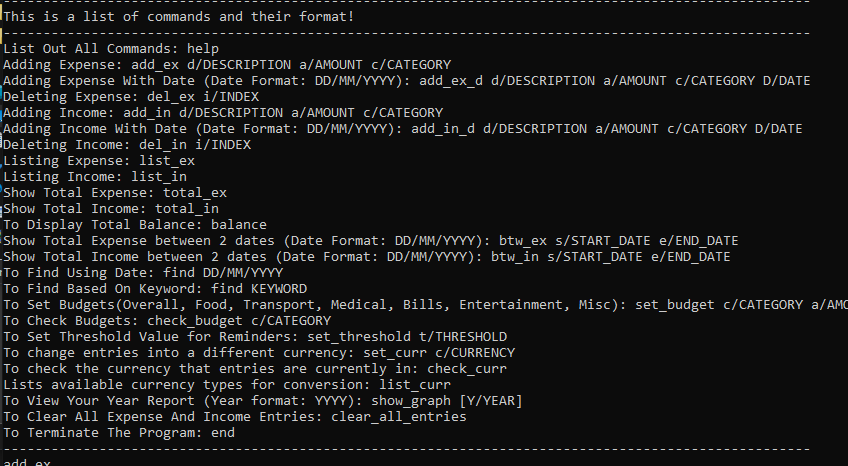 --------------------------------------------------------------------------------------------------------
This is a list of commands and their format!
--------------------------------------------------------------------------------------------------------
List Out All Commands: help
Adding Expense: add_ex d/DESCRIPTION a/AMOUNT c/CATEGORY
Adding Expense With Date (Date Format: DD/MM/YYYY): add_ex_d d/DESCRIPTION a/AMOUNT c/CATEGORY D/DATE
Deleting Expense: del_ex i/INDEX
Adding Income: add_in d/DESCRIPTION a/AMOUNT c/CATEGORY
Adding Income With Date (Date Format: DD/MM/YYYY): add_in_d d/DESCRIPTION a/AMOUNT c/CATEGORY D/DATE
Deleting Income: del_in i/INDEX
Listing Expense: list_ex
Listing Income: list_in
Show Total Expense: total_ex
Show Total Income: total_in
To Display Total Balance: balance
Show Total Expense between 2 dates (Date Format: DD/MM/YYYY): btw_ex s/START_DATE e/END_DATE
Show Total Income between 2 dates (Date Format: DD/MM/YYYY): btw_in s/START_DATE e/END_DATE
To Find Using Date: find DD/MM/YYYY
To Find Based On Keyword: find KEYWORD
To Set Budgets(Overall, Food, Transport, Medical, Bills, Entertainment, Misc): set_budget c/CATEGORY a/AMO
To Check Budgets: check_budget c/CATEGORY
To Set Threshold Value for Reminders: set_threshold t/THRESHOLD
To change entries into a different currency: set_curr c/CURRENCY
To check the currency that entries are currently in: check_curr
Lists available currency types for conversion: list_curr
To View Your Year Report (Year format: YYYY): show_graph [Y/YEAR]
To Clear All Expense And Income Entries: clear_all_entries
To Terminate The Program: end
--------------------------------------------------------------------------------------------------------
add_ex